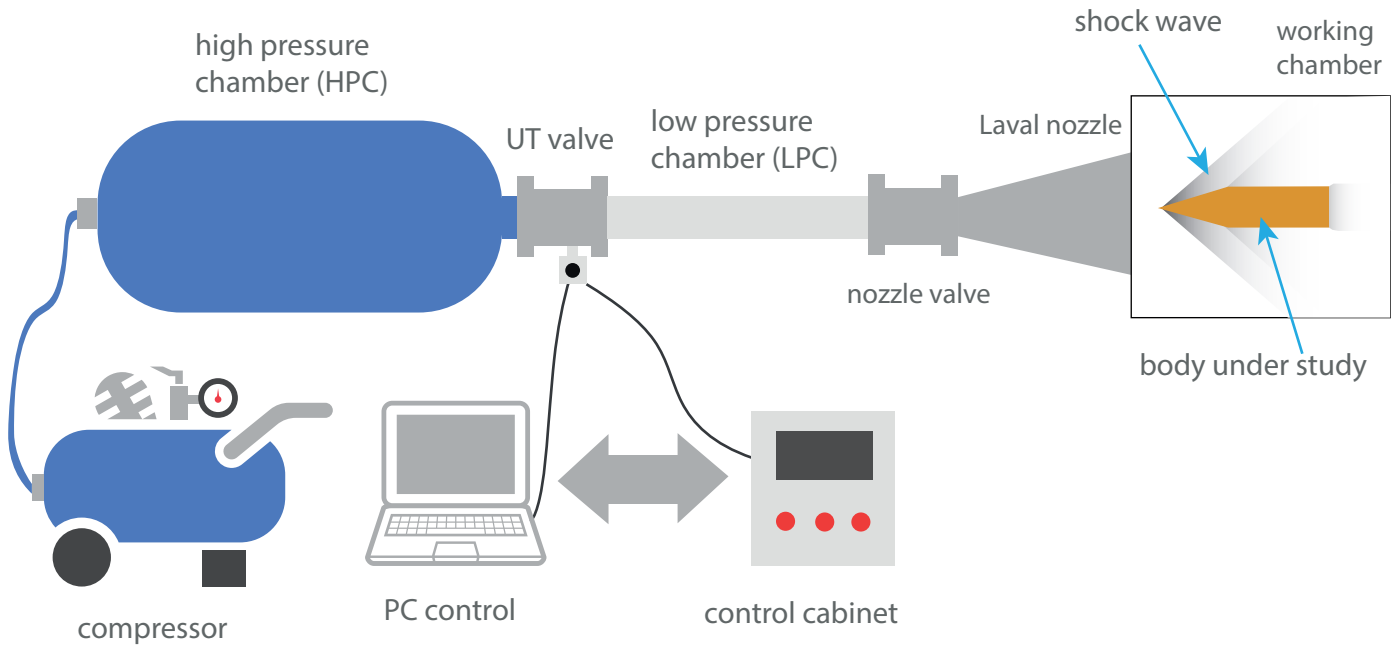 high pressure
chamber (HPC)
UT valve
low pressure
chamber (LPC)
Laval nozzle
shock wave
working
chamber
nozzle valve
body under study
compressor
PC control
control cabinet